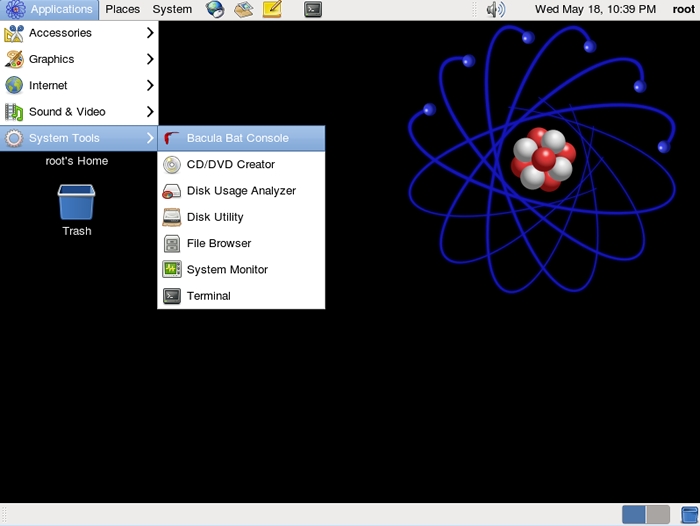 Applications Places System Wed May 18, 10:39 PM root
Accessories
Graphics
Internet
Sound & Video
System Tools
root's Home
Trash
Bacula Bat Console
CD/DVD Creator
Disk Usage Analyzer
Disk Utility
File Browser
System Monitor
Terminal